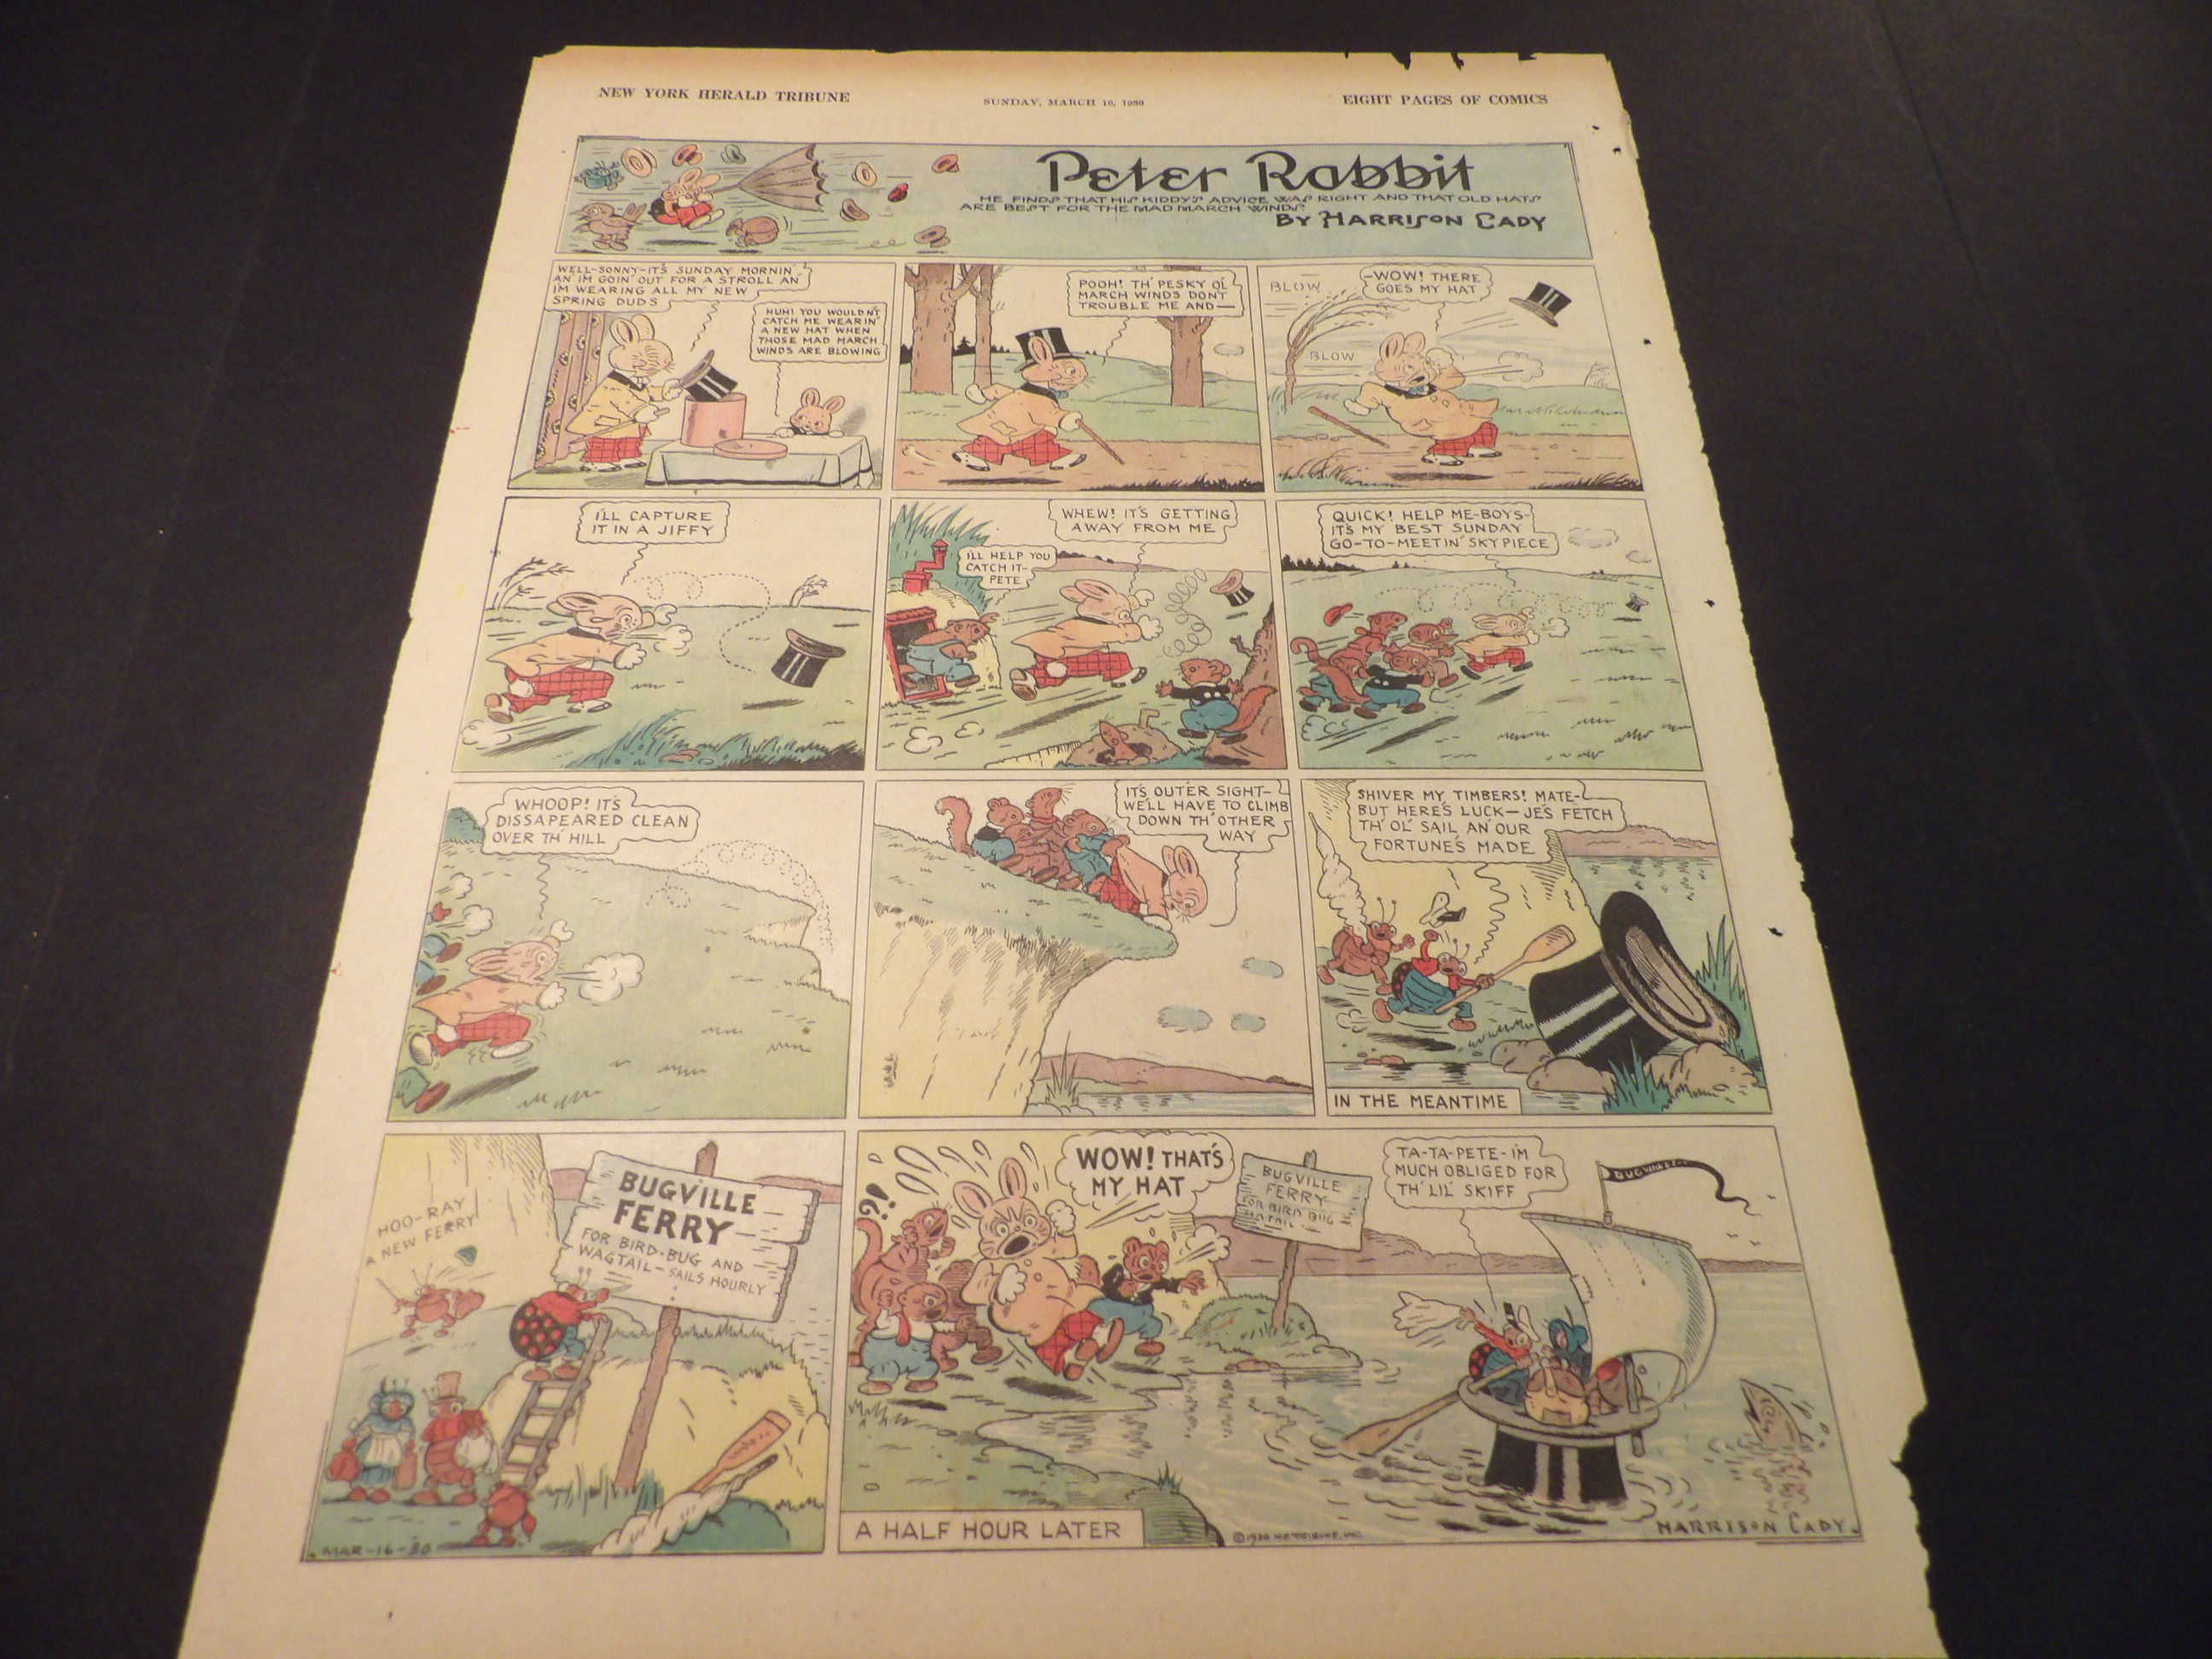 NEW YORK HERALD TRIBUNE
SUNDAY, MARCH 16, 1930
EIGHT PAGES OF COMICS
Peter Rabbit
HE FINDS THAT HIS KIDDY'S ADVICE WAS RIGHT AND THAT OLD HATS
ARE BEST FOR THE MAD MARCH WINDS
BY HARRISON CADY
WELL-SONNY-IT'S SUNDAY MORNIN'
AN' I'M GOIN' OUT FOR A STROLL AN'
I'M WEARING ALL MY NEW
SPRING DUDS
HUH! YOU WOULDN'T
CATCH ME WEARIN'
A NEW HAT WHEN
THOSE MAD MARCH
WINDS ARE BLOWING
POOH! TH' PESKY OL'
MARCH WINDS DON'T
TROUBLE ME AND—
BLOW
BLOW
-WOW! THERE
GOES MY HAT
I'LL CAPTURE
IT IN A JIFFY
WHEW! IT'S GETTING
AWAY FROM ME
I'LL HELP YOU
CATCH IT-
PETE
QUICK! HELP ME-BOYS-
IT'S MY BEST SUNDAY
GO-TO-MEETIN' SKYPIECE
WHOOP! IT'S
DISSAPEARED CLEAN
OVER TH' HILL
IT'S OUTER SIGHT-
WE'LL HAVE TO CLIMB
DOWN TH' OTHER
WAY
SHIVER MY TIMBERS! MATE-
BUT HERE'S LUCK—JE'S FETCH
TH' OL' SAIL AN' OUR
FORTUNE'S MADE
IN THE MEANTIME
HOO-RAY
A NEW FERRY
BUGVILLE
FERRY
FOR BIRD-BUG AND
WAGTAIL-SAILS HOURLY
MAR-16-30
WOW! THAT'S
MY HAT
BUGVILLE
FERRY
FOR BIRD BUG
TA-TA-PETE-I'M
MUCH OBLIGED FOR
TH' LIL' SKIFF
BUGVILLE
A HALF HOUR LATER
©1930 N.Y. TRIBUNE, INC.
HARRISON CADY